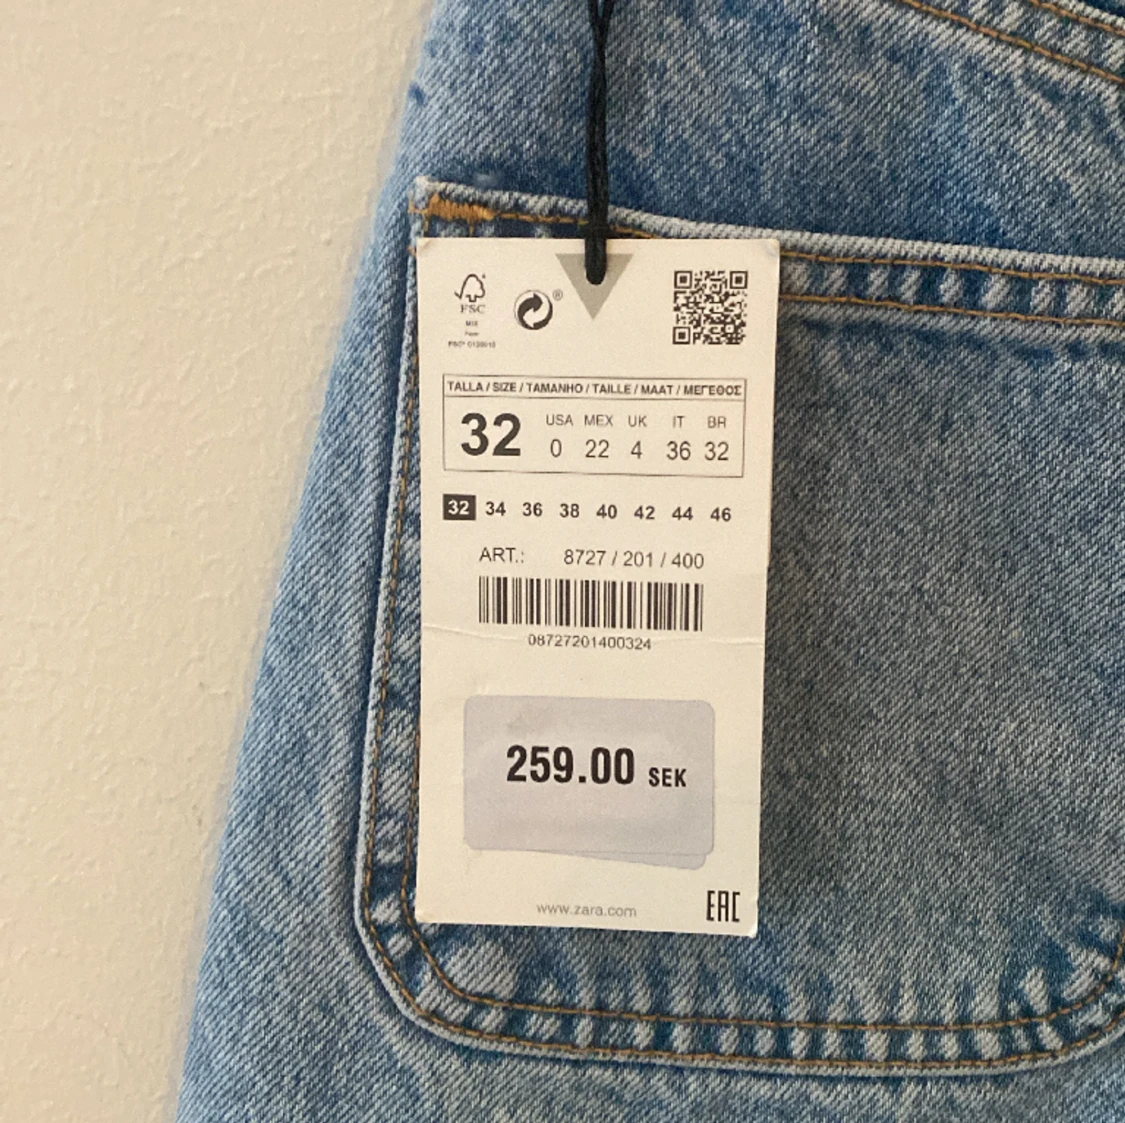 FSC
MIX
Paper
®
TALLA / SIZE / TAMANHO / TAILLE / MAAT / ΜΕΓΕΘΟΣ
32
USA MEX UK IT BR
0 22 4 36 32
32 34 36 38 40 42 44 46
ART.: 8727 / 201 / 400
08727201400324
259.00 SEK
www.zara.com
EAC